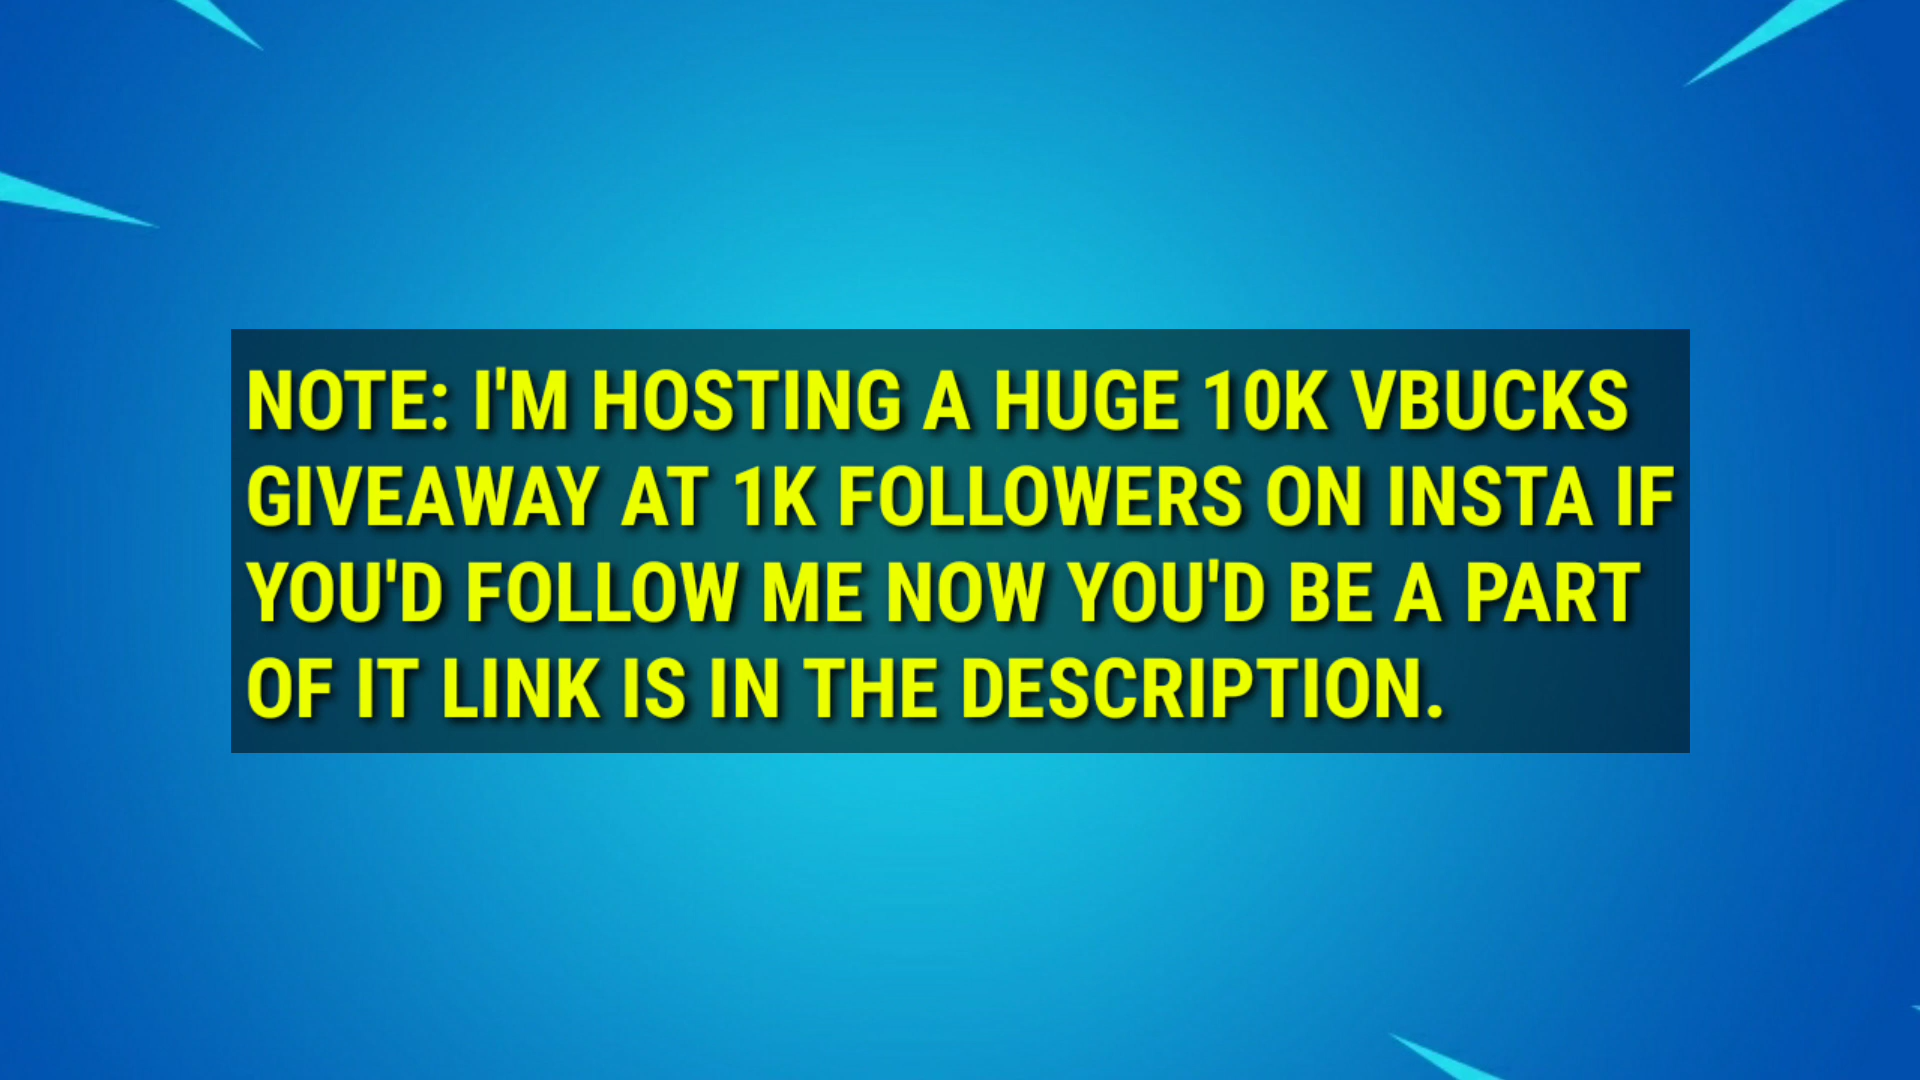 NOTE: I'M HOSTING A HUGE 10K VBUCKS
GIVEAWAY AT 1K FOLLOWERS ON INSTA IF
YOU'D FOLLOW ME NOW YOU'D BE A PART
OF IT LINK IS IN THE DESCRIPTION.